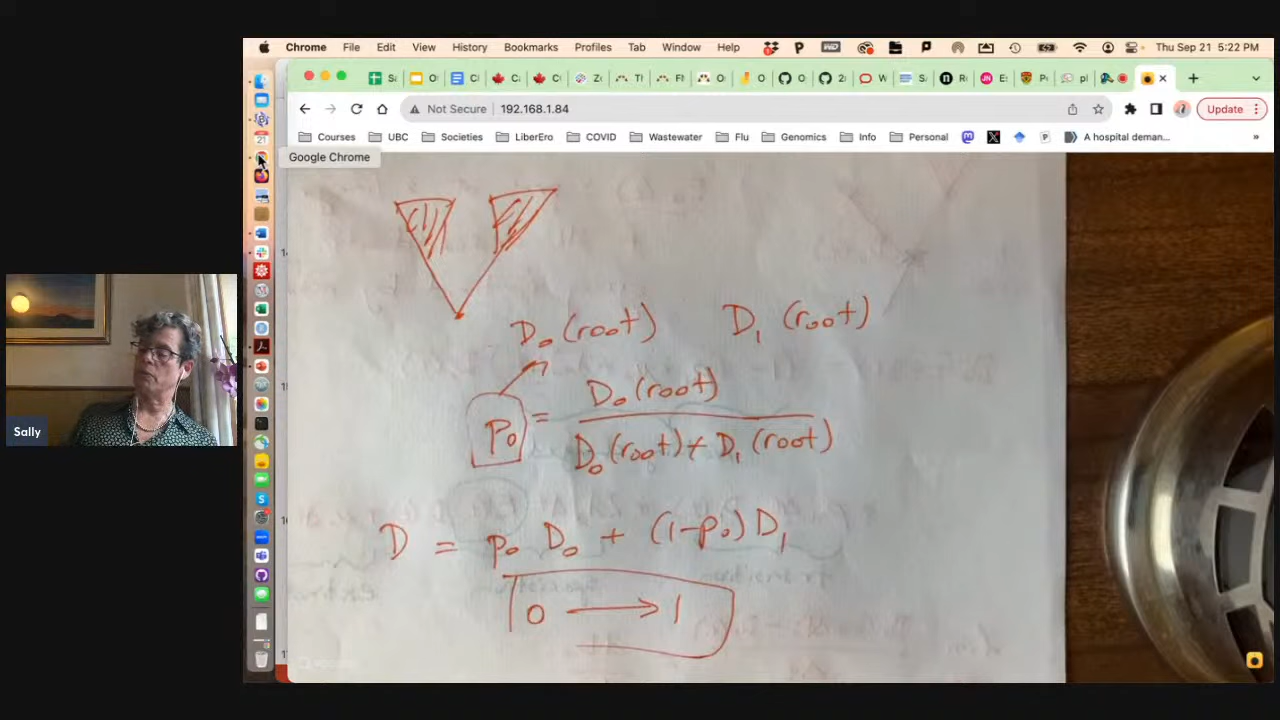 Chrome File Edit View History Bookmarks Profiles Tab Window Help Thu Sep 21 5:22 PM
Update
Not Secure 192.168.1.84
Courses UBC Societies LiberEro COVID Wastewater Flu Genomics Info Personal A hospital deman... »
Google Chrome
D₀ (root) D₁ (root)
p₀ = D₀ (root)
D₀ (root) + D₁ (root)
D = p₀ D₀ + (1-p₀) D₁
0 → 1
Sally